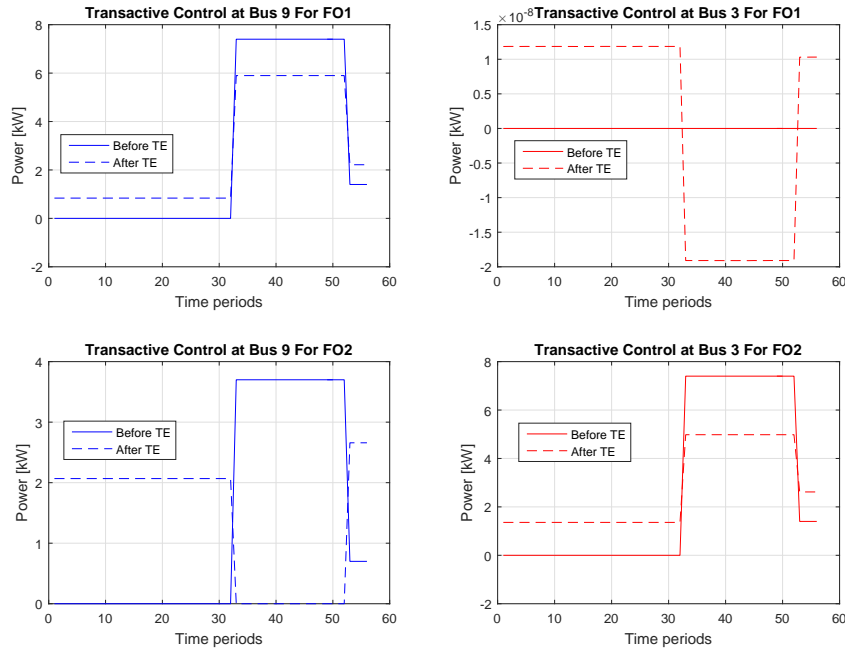 Transactive Control at Bus 9 For FO1
8
6
4
2
0
-2
0 10 20 30 40 50 60
Power [kW]
Time periods
Before TE
After TE
Transactive Control at Bus 3 For FO1
×10⁻⁸
1.5
1
0.5
0
-0.5
-1
-1.5
-2
0 10 20 30 40 50 60
Power [kW]
Time periods
Before TE
After TE
Transactive Control at Bus 9 For FO2
4
3
2
1
0
0 10 20 30 40 50 60
Power [kW]
Time periods
Before TE
After TE
Transactive Control at Bus 3 For FO2
8
6
4
2
0
-2
0 10 20 30 40 50 60
Power [kW]
Time periods
Before TE
After TE